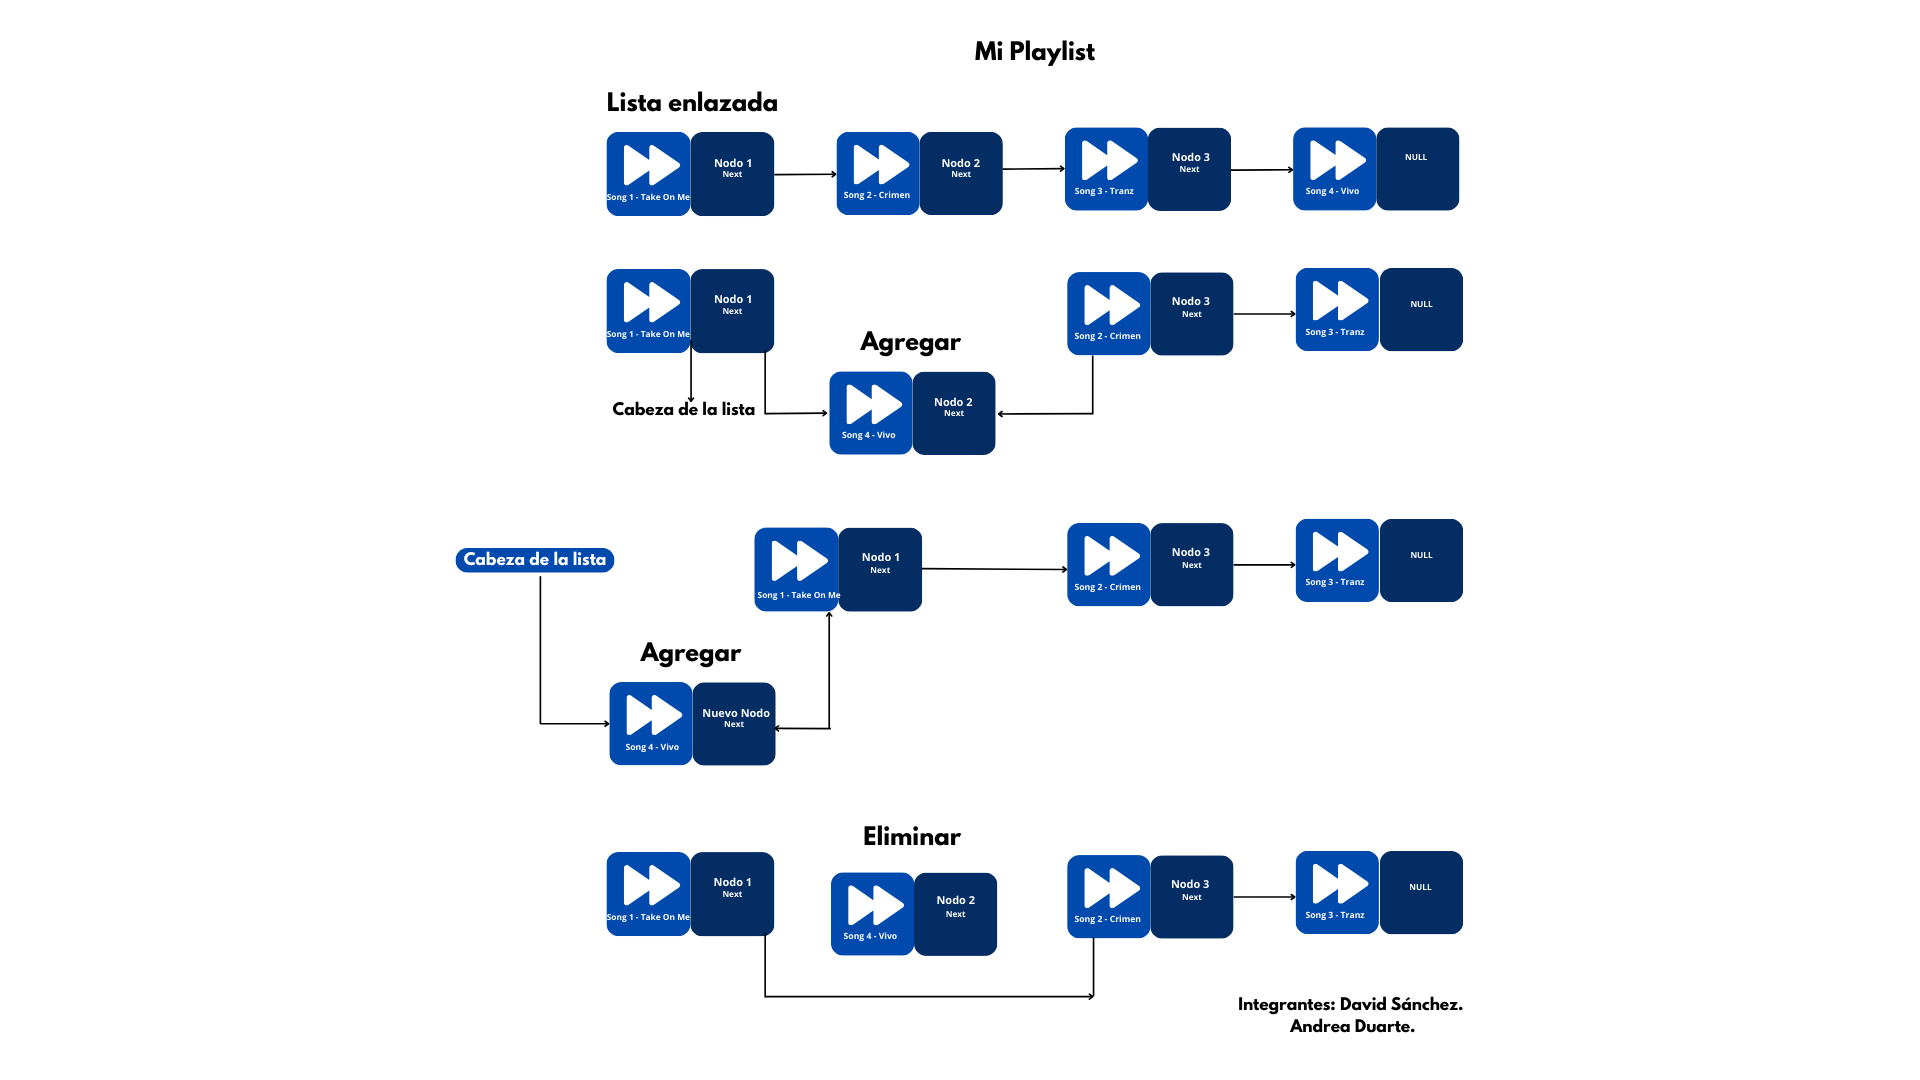 Mi Playlist
Lista enlazada
Nodo 1
Next
Song 1 - Take On Me
Nodo 2
Next
Song 2 - Crimen
Nodo 3
Next
Song 3 - Tranz
NULL
Song 4 - Vivo
Nodo 1
Next
Song 1 - Take On Me
Cabeza de la lista
Agregar
Nodo 2
Next
Song 4 - Vivo
Nodo 3
Next
Song 2 - Crimen
NULL
Song 3 - Tranz
Cabeza de la lista
Nodo 1
Next
Song 1 - Take On Me
Nodo 3
Next
Song 2 - Crimen
NULL
Song 3 - Tranz
Agregar
Nuevo Nodo
Next
Song 4 - Vivo
Eliminar
Nodo 1
Next
Song 1 - Take On Me
Nodo 2
Next
Song 4 - Vivo
Nodo 3
Next
Song 2 - Crimen
NULL
Song 3 - Tranz
Integrantes: David Sánchez.
Andrea Duarte.